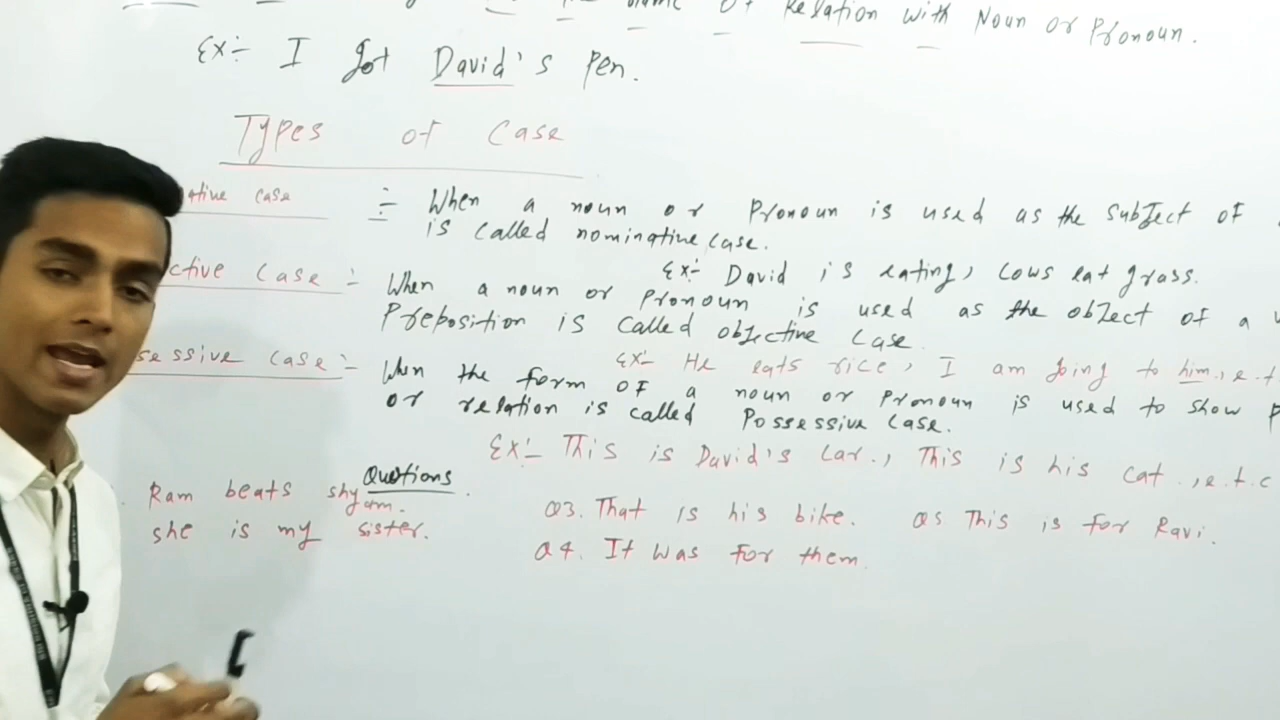 Relation with Noun or Pronoun.
Ex:- I got David's pen.
Types of Case
ative case :- When a noun or Pronoun is used as the Subject of
is called nominative case.
Ex:- David is eating, Cows eat grass.
ctive Case :- When a noun or pronoun is used as the object of a
Preposition is called objective Case.
Ex:- He eats rice, I am going to him., e.t
sessive Case :- When the form of a noun or pronoun is used to show P
or relation is called Possessive Case.
Ex:- This is David's Car., This is his cat., e.t.c
Questions
Ram beats shyam.
She is my sister.
Q3. That is his bike.
Q5 This is for Ravi.
Q4. It was for them.